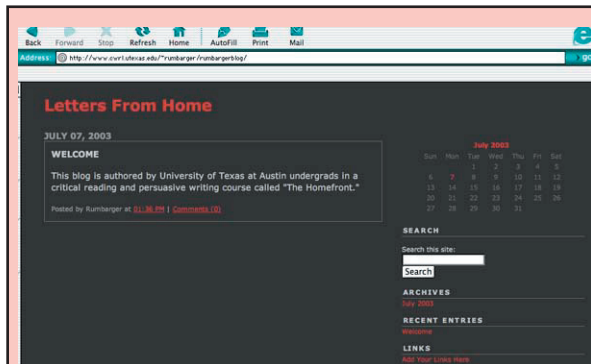 Back Forward Stop Refresh Home AutoFill Print Mail
Address: http://www.cwrl.utexas.edu/~rumbarger/rumbargerblog/ go
Letters From Home
JULY 07, 2003
WELCOME
This blog is authored by University of Texas at Austin undergrads in a
critical reading and persuasive writing course called "The Homefront."
Posted by Rumbarger at 01:36 PM | Comments (0)
July 2003
Sun Mon Tue Wed Thu Fri Sat
1 2 3 4 5
6 7 8 9 10 11 12
13 14 15 16 17 18 19
20 21 22 23 24 25 26
27 28 29 30 31
SEARCH
Search this site:
Search
ARCHIVES
July 2003
RECENT ENTRIES
Welcome
LINKS
Add Your Links Here